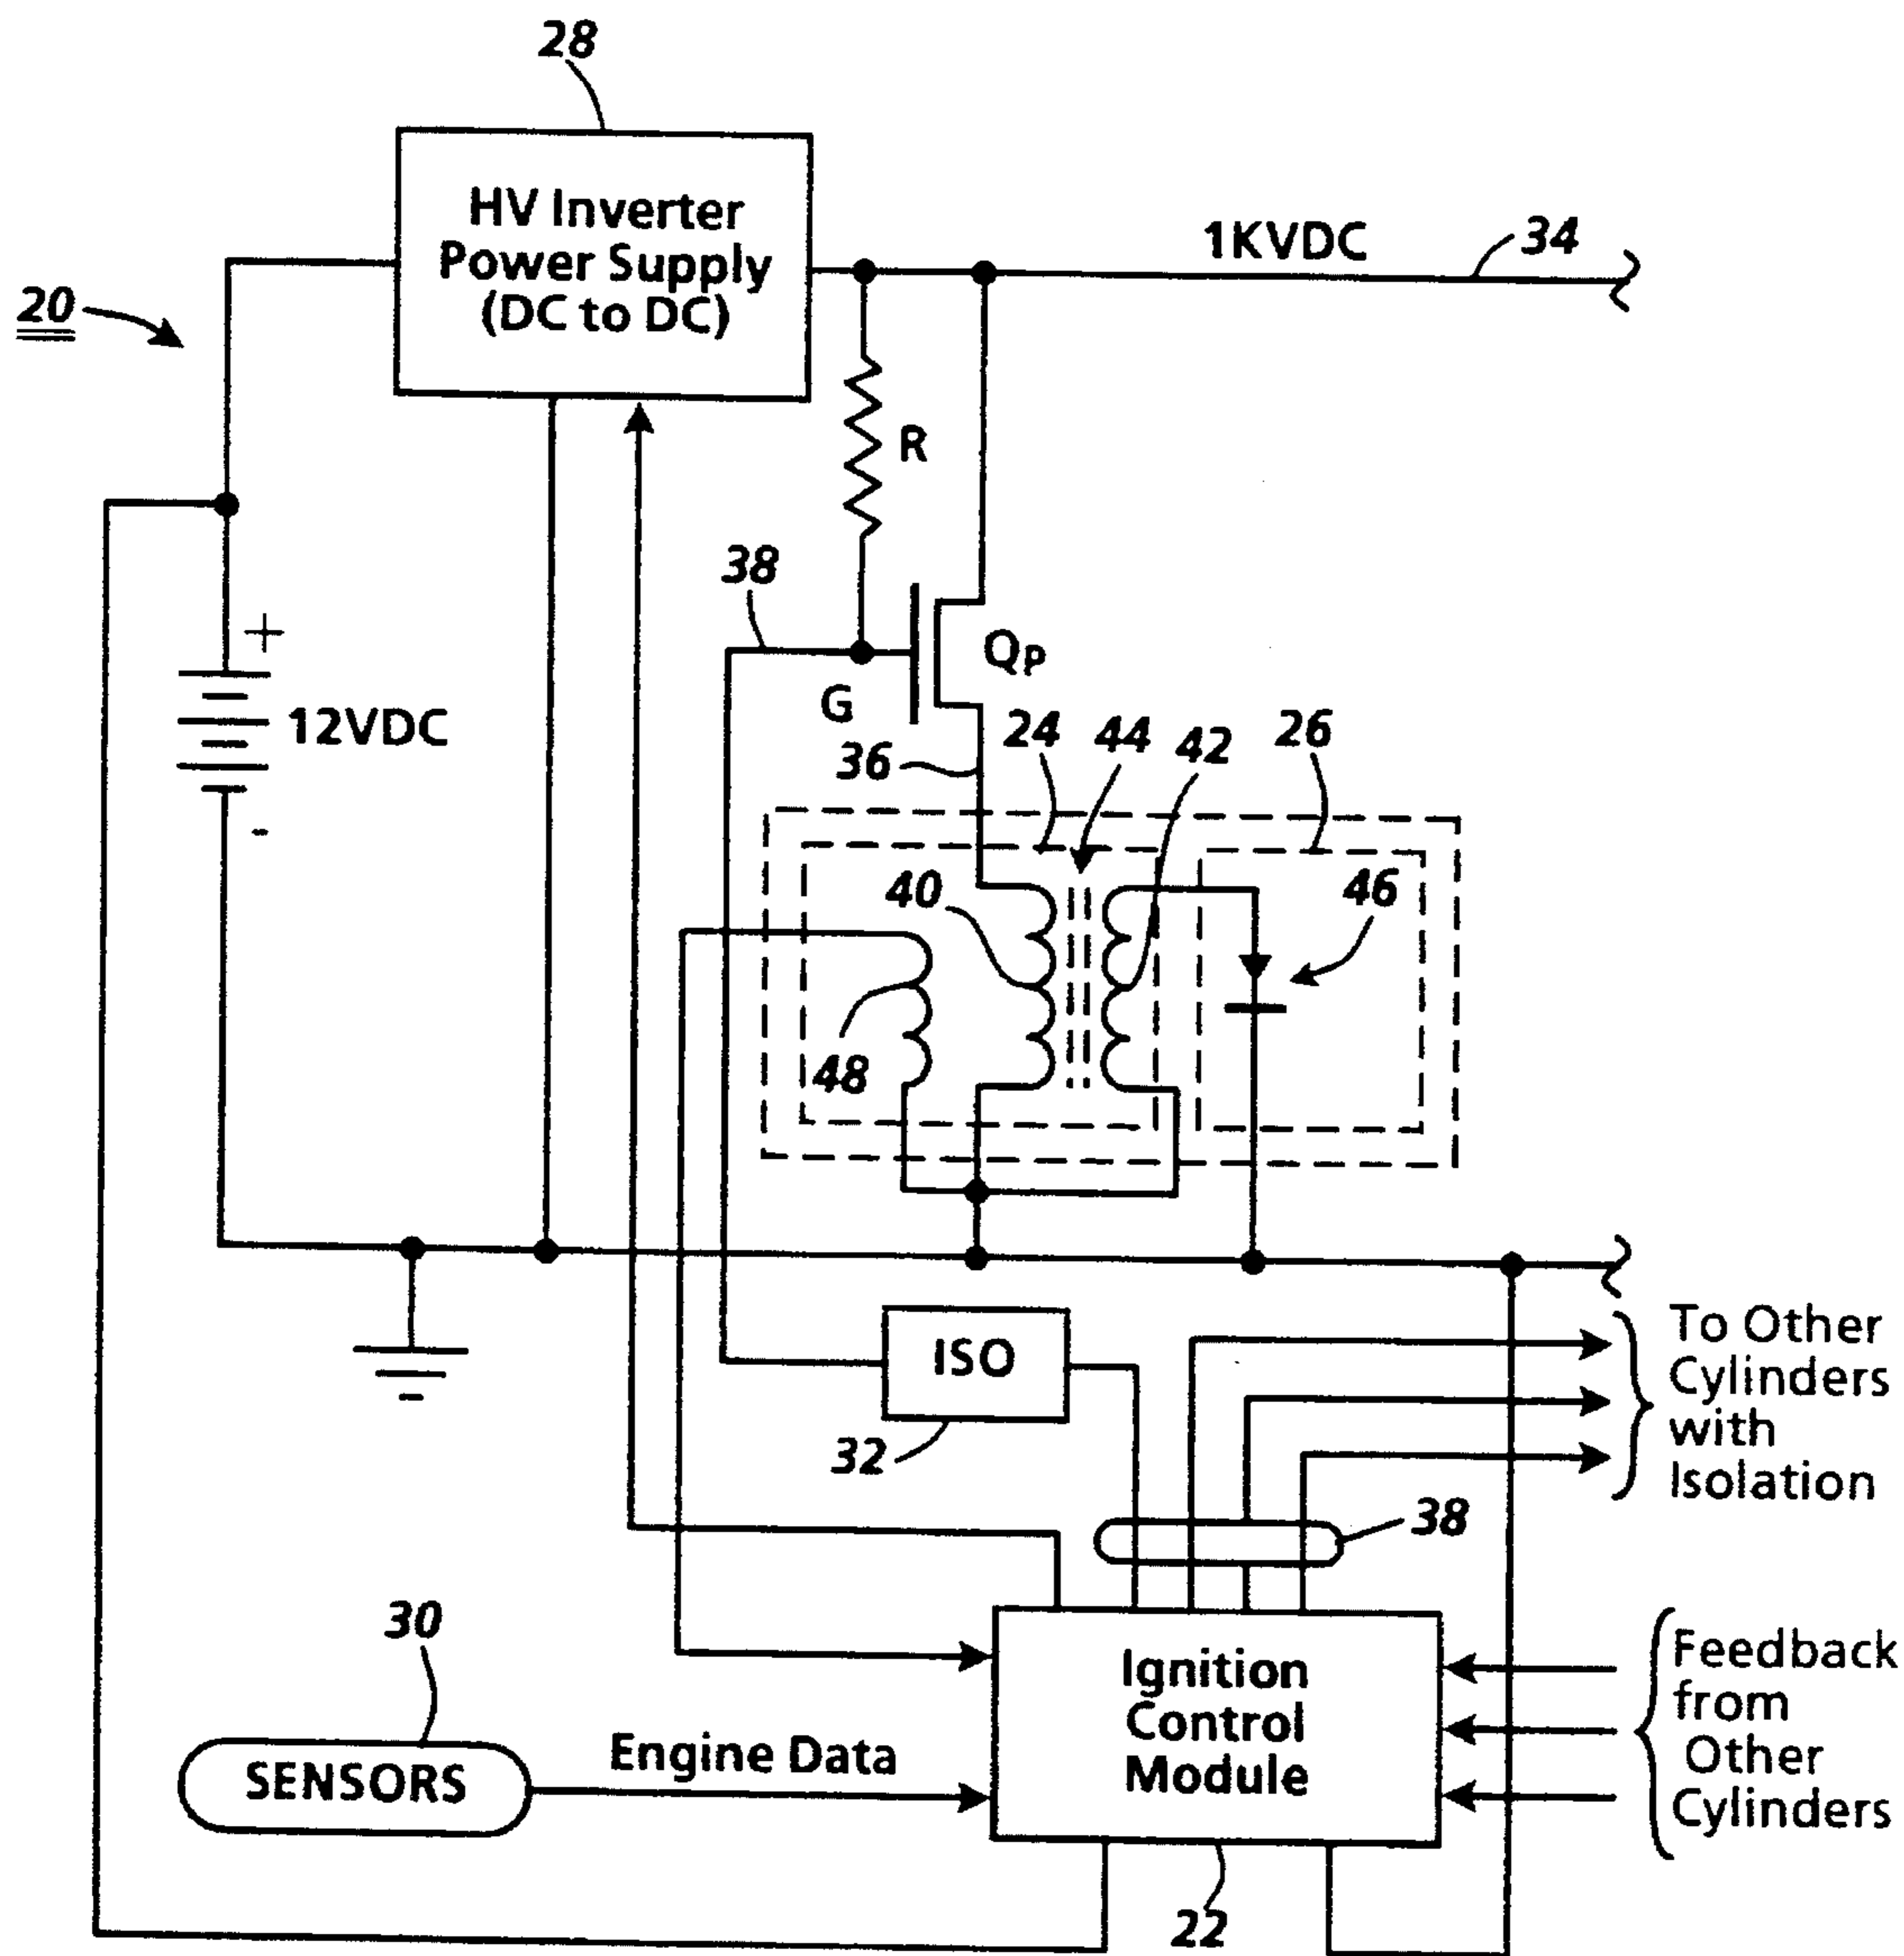 28
HV Inverter
Power Supply
(DC to DC)
1KVDC
34
20
R
38
+
QP
G
12VDC
-
36
24
44
42
26
40
46
48
ISO
32
To Other
Cylinders
with
Isolation
38
30
SENSORS
Engine Data
Ignition
Control
Module
Feedback
from
Other
Cylinders
22